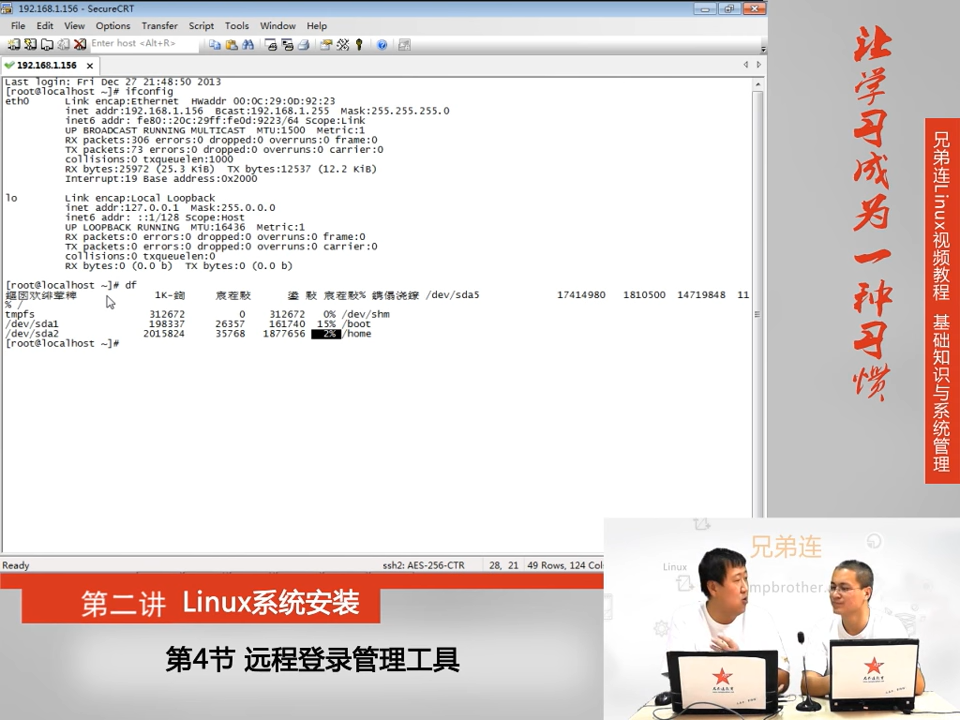 192.168.1.156 - SecureCRT
File Edit View Options Transfer Script Tools Window Help
Enter host <Alt+R>
192.168.1.156
Last login: Fri Dec 27 21:48:50 2013
[root@localhost ~]# ifconfig
eth0 Link encap:Ethernet HWaddr 00:0C:29:0D:92:23
inet addr:192.168.1.156 Bcast:192.168.1.255 Mask:255.255.255.0
inet6 addr: fe80::20c:29ff:fe0d:9223/64 Scope:Link
UP BROADCAST RUNNING MULTICAST MTU:1500 Metric:1
RX packets:306 errors:0 dropped:0 overruns:0 frame:0
TX packets:73 errors:0 dropped:0 overruns:0 carrier:0
collisions:0 txqueuelen:1000
RX bytes:25972 (25.3 KiB) TX bytes:12537 (12.2 KiB)
Interrupt:19 Base address:0x2000
lo Link encap:Local Loopback
inet addr:127.0.0.1 Mask:255.0.0.0
inet6 addr: ::1/128 Scope:Host
UP LOOPBACK RUNNING MTU:16436 Metric:1
RX packets:0 errors:0 dropped:0 overruns:0 frame:0
TX packets:0 errors:0 dropped:0 overruns:0 carrier:0
collisions:0 txqueuelen:0
RX bytes:0 (0.0 b) TX bytes:0 (0.0 b)
[root@localhost ~]# df
1K- /dev/sda5 17414980 1810500 14719848 11
% /
tmpfs 312672 0 312672 0% /dev/shm
/dev/sda1 198337 26357 161740 15% /boot
/dev/sda2 2015824 35768 1877656 2% /home
[root@localhost ~]#
Ready ssh2: AES-256-CTR 28, 21 49 Rows, 124 Col
让学习成为一种习惯
兄弟连Linux视频教程 基础知识与系统管理
第二讲 Linux系统安装
第4节 远程登录管理工具
兄弟连
Linux
mpbrother.